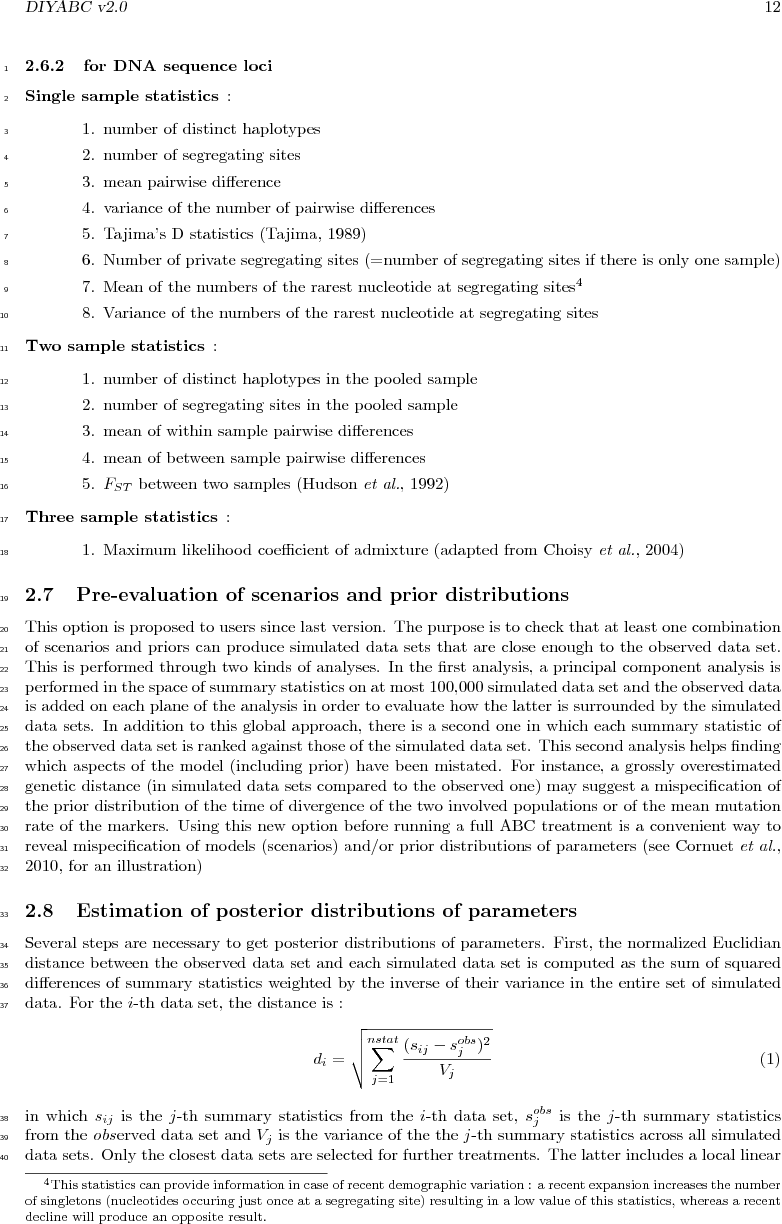 DIYABC v2.0 12
1 2.6.2 for DNA sequence loci
2 Single sample statistics :
3 1. number of distinct haplotypes
4 2. number of segregating sites
5 3. mean pairwise difference
6 4. variance of the number of pairwise differences
7 5. Tajima's D statistics (Tajima, 1989)
8 6. Number of private segregating sites (=number of segregating sites if there is only one sample)
9 7. Mean of the numbers of the rarest nucleotide at segregating sites⁴
10 8. Variance of the numbers of the rarest nucleotide at segregating sites
11 Two sample statistics :
12 1. number of distinct haplotypes in the pooled sample
13 2. number of segregating sites in the pooled sample
14 3. mean of within sample pairwise differences
15 4. mean of between sample pairwise differences
16 5. F_{ST} between two samples (Hudson et al., 1992)
17 Three sample statistics :
18 1. Maximum likelihood coefficient of admixture (adapted from Choisy et al., 2004)
19 2.7 Pre-evaluation of scenarios and prior distributions
20 This option is proposed to users since last version. The purpose is to check that at least one combination
21 of scenarios and priors can produce simulated data sets that are close enough to the observed data set.
22 This is performed through two kinds of analyses. In the first analysis, a principal component analysis is
23 performed in the space of summary statistics on at most 100,000 simulated data set and the observed data
24 is added on each plane of the analysis in order to evaluate how the latter is surrounded by the simulated
25 data sets. In addition to this global approach, there is a second one in which each summary statistic of
26 the observed data set is ranked against those of the simulated data set. This second analysis helps finding
27 which aspects of the model (including prior) have been mistated. For instance, a grossly overestimated
28 genetic distance (in simulated data sets compared to the observed one) may suggest a mispecification of
29 the prior distribution of the time of divergence of the two involved populations or of the mean mutation
30 rate of the markers. Using this new option before running a full ABC treatment is a convenient way to
31 reveal mispecification of models (scenarios) and/or prior distributions of parameters (see Cornuet et al.,
32 2010, for an illustration)
33 2.8 Estimation of posterior distributions of parameters
34 Several steps are necessary to get posterior distributions of parameters. First, the normalized Euclidian
35 distance between the observed data set and each simulated data set is computed as the sum of squared
36 differences of summary statistics weighted by the inverse of their variance in the entire set of simulated
37 data. For the i-th data set, the distance is :
d_i = \sqrt{\sum_{j=1}^{nstat} \frac{(s_{ij} - s_j^{obs})^2}{V_j}} (1)
38 in which s_{ij} is the j-th summary statistics from the i-th data set, s_j^{obs} is the j-th summary statistics
39 from the observed data set and V_j is the variance of the the j-th summary statistics across all simulated
40 data sets. Only the closest data sets are selected for further treatments. The latter includes a local linear
⁴This statistics can provide information in case of recent demographic variation : a recent expansion increases the number
of singletons (nucleotides occuring just once at a segregating site) resulting in a low value of this statistics, whereas a recent
decline will produce an opposite result.